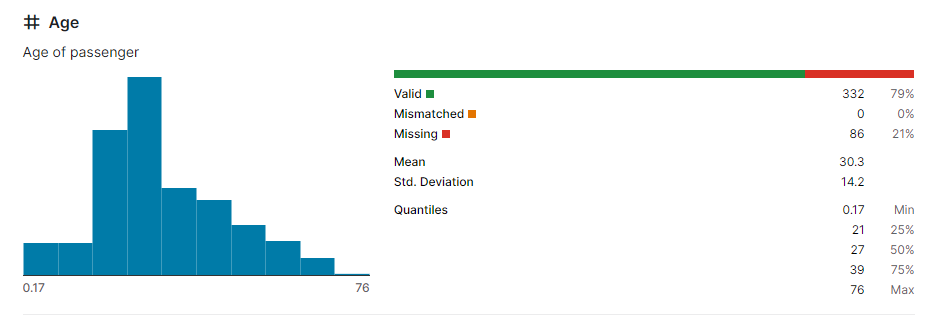 Age
Age of passenger
0.17 76
Valid 332 79%
Mismatched 0 0%
Missing 86 21%
Mean 30.3
Std. Deviation 14.2
Quantiles 0.17 Min
21 25%
27 50%
39 75%
76 Max